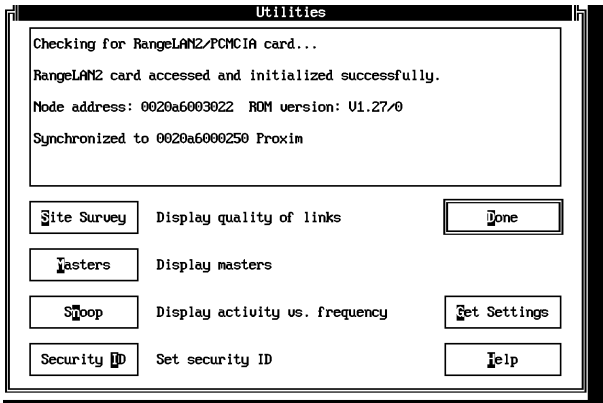 Utilities
Checking for RangeLAN2/PCMCIA card...
RangeLAN2 card accessed and initialized successfully.
Node address: 0020a6003022 ROM version: V1.27/0
Synchronized to 0020a6000250 Proxim
Site Survey Display quality of links Done
Masters Display masters
Snoop Display activity vs. frequency Get Settings
Security ID Set security ID Help